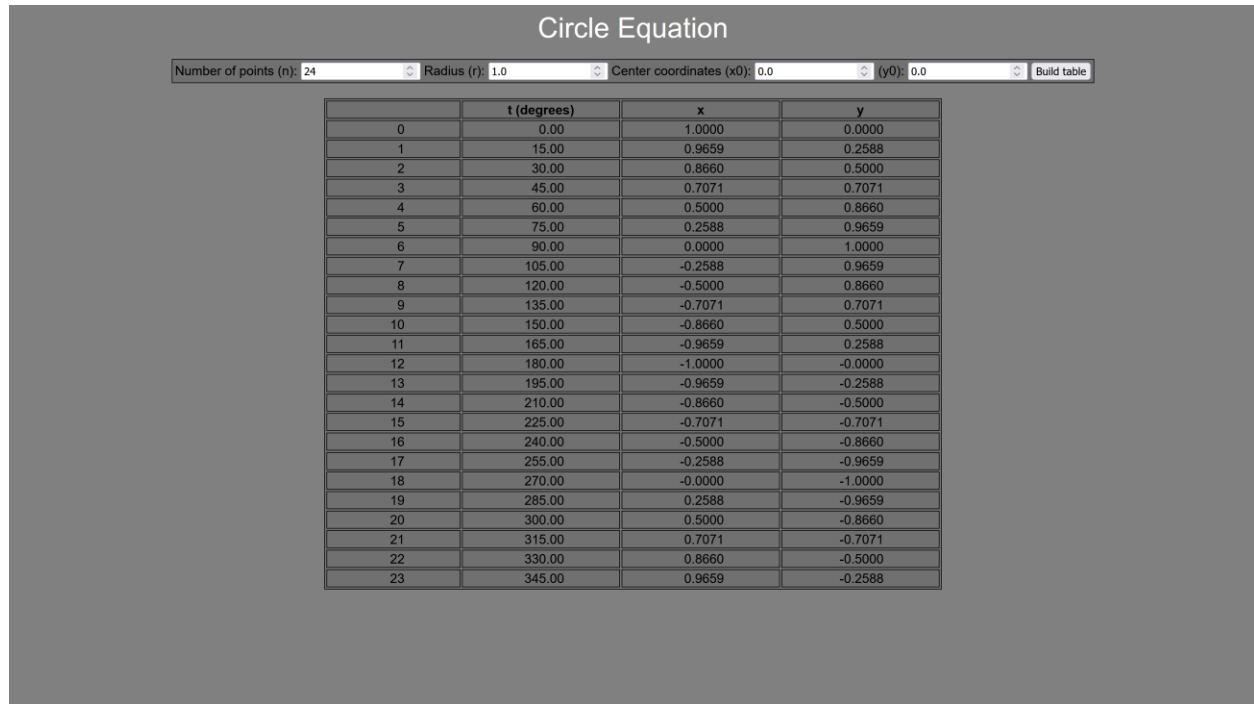 Circle Equation
Number of points (n): 24 Radius (r): 1.0 Center coordinates (x0): 0.0 (y0): 0.0 Build table
t (degrees) x y
0 0.00 1.0000 0.0000
1 15.00 0.9659 0.2588
2 30.00 0.8660 0.5000
3 45.00 0.7071 0.7071
4 60.00 0.5000 0.8660
5 75.00 0.2588 0.9659
6 90.00 0.0000 1.0000
7 105.00 -0.2588 0.9659
8 120.00 -0.5000 0.8660
9 135.00 -0.7071 0.7071
10 150.00 -0.8660 0.5000
11 165.00 -0.9659 0.2588
12 180.00 -1.0000 -0.0000
13 195.00 -0.9659 -0.2588
14 210.00 -0.8660 -0.5000
15 225.00 -0.7071 -0.7071
16 240.00 -0.5000 -0.8660
17 255.00 -0.2588 -0.9659
18 270.00 -0.0000 -1.0000
19 285.00 0.2588 -0.9659
20 300.00 0.5000 -0.8660
21 315.00 0.7071 -0.7071
22 330.00 0.8660 -0.5000
23 345.00 0.9659 -0.2588